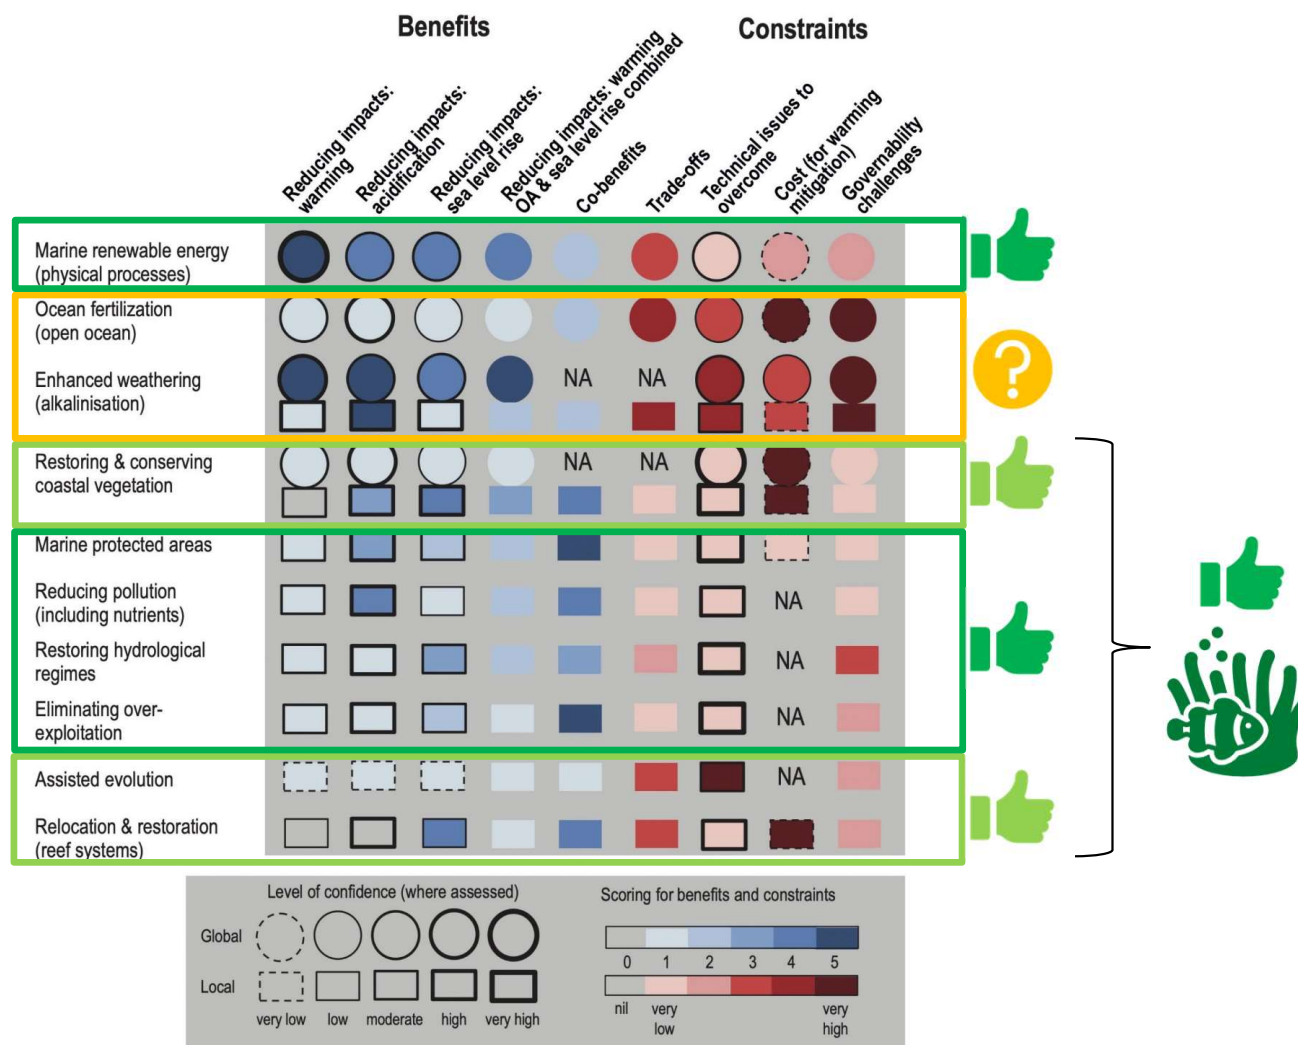 Benefits
Constraints
Reducing impacts:
warming
Reducing impacts:
acidification
Reducing impacts:
sea level rise
Reducing impacts: warming
OA & sea level rise combined
Co-benefits
Trade-offs
Technical issues to
overcome
Cost (for warming
mitigation)
Governability
challenges
Marine renewable energy
(physical processes)
Ocean fertilization
(open ocean)
?
Enhanced weathering
(alkalinisation)
NA NA
Restoring & conserving
coastal vegetation
NA NA
Marine protected areas
Reducing pollution
(including nutrients)
NA
Restoring hydrological
regimes
NA
Eliminating over-
exploitation
NA
Assisted evolution
NA
Relocation & restoration
(reef systems)
Level of confidence (where assessed)
Global
Local
very low low moderate high very high
Scoring for benefits and constraints
0 1 2 3 4 5
nil very
low
very
high